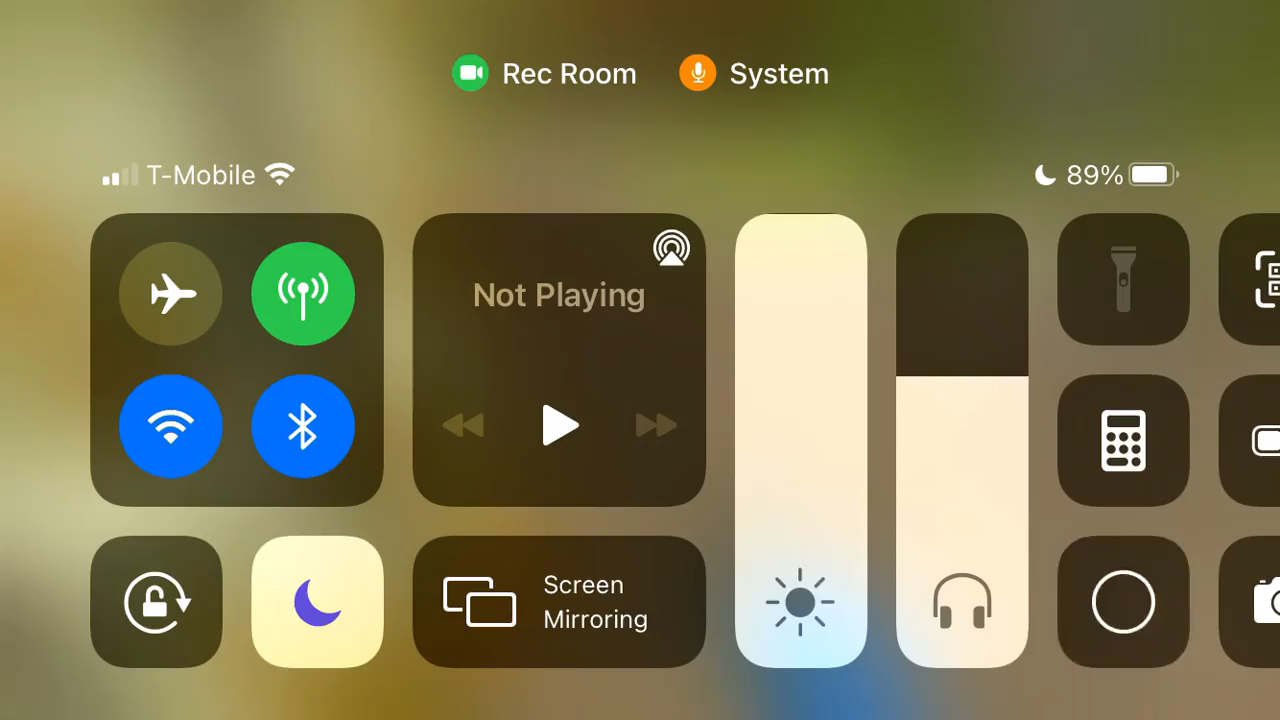 Rec Room
System
T-Mobile
89%
Not Playing
Screen
Mirroring